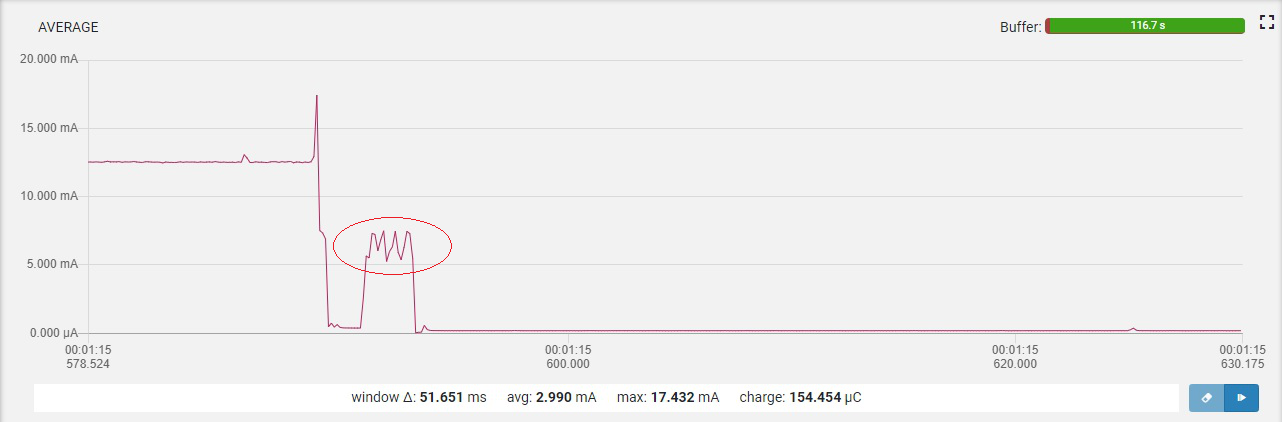 AVERAGE
Buffer: 116.7 s
20.000 mA
15.000 mA
10.000 mA
5.000 mA
0.000 µA
00:01:15 00:01:15 00:01:15 00:01:15
578.524 600.000 620.000 630.175
window Δ: 51.651 ms avg: 2.990 mA max: 17.432 mA charge: 154.454 µC